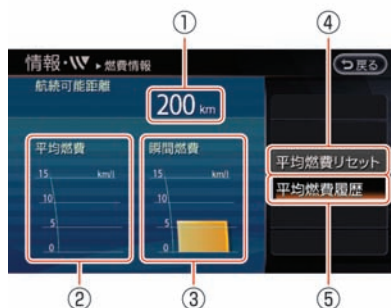 ① ④
情報・W ▸ 燃費情報 戻る
航続可能距離
200 km
平均燃費 瞬間燃費
平均燃費リセット
15 km/l 15 km/l
平均燃費履歴
10 10
5 5
0 0
② ③ ⑤